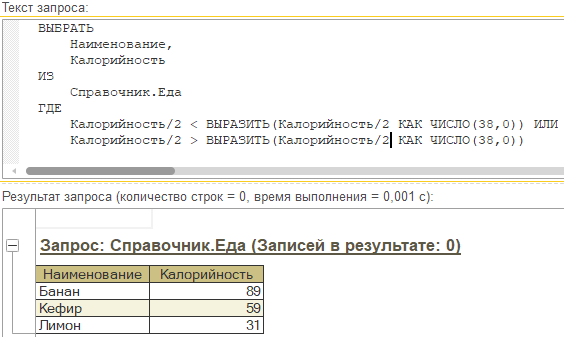 Текст запроса:
ВЫБРАТЬ
Наименование,
Калорийность
ИЗ
Справочник.Еда
ГДЕ
Калорийность/2 < ВЫРАЗИТЬ(Калорийность/2 КАК ЧИСЛО(38,0)) ИЛИ
Калорийность/2 > ВЫРАЗИТЬ(Калорийность/2 КАК ЧИСЛО(38,0))
Результат запроса (количество строк = 0, время выполнения = 0,001 с):
Запрос: Справочник.Еда (Записей в результате: 0)
Наименование Калорийность
Банан 89
Кефир 59
Лимон 31